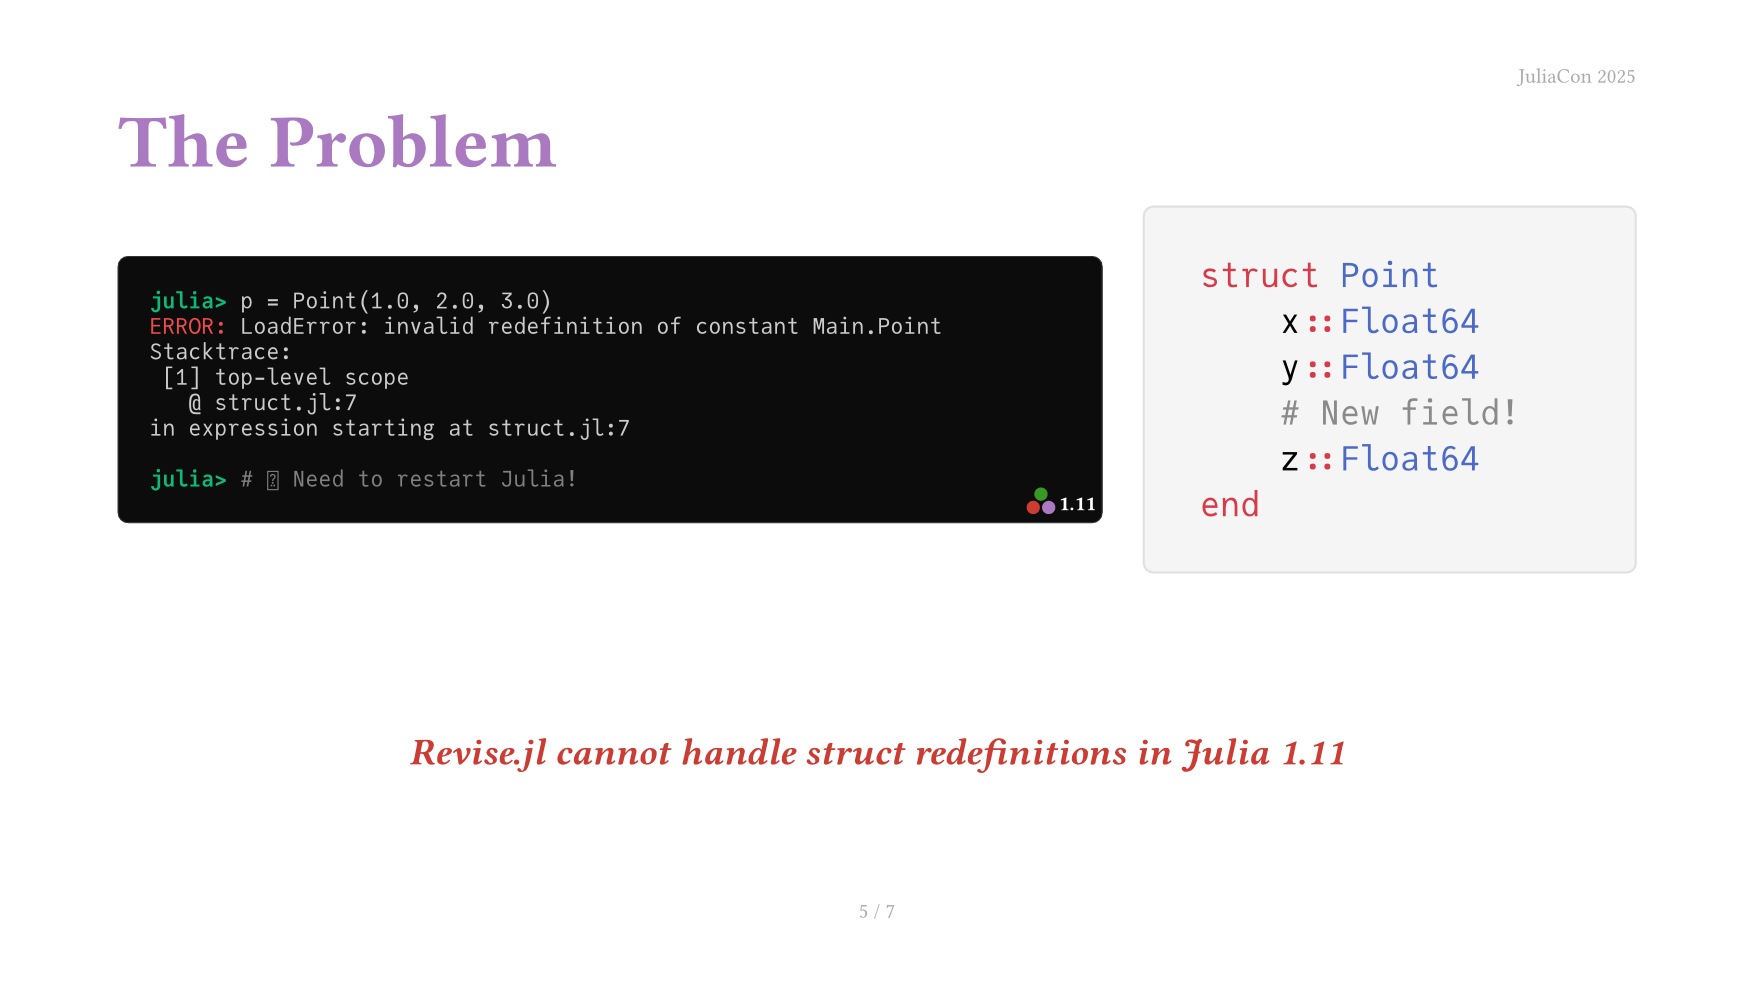 JuliaCon 2025
The Problem
julia> p = Point(1.0, 2.0, 3.0)
ERROR: LoadError: invalid redefinition of constant Main.Point
Stacktrace:
 [1] top-level scope
   @ struct.jl:7
in expression starting at struct.jl:7
julia> # Need to restart Julia!
1.11
struct Point
    x::Float64
    y::Float64
    # New field!
    z::Float64
end
Revise.jl cannot handle struct redefinitions in Julia 1.11
5 / 7